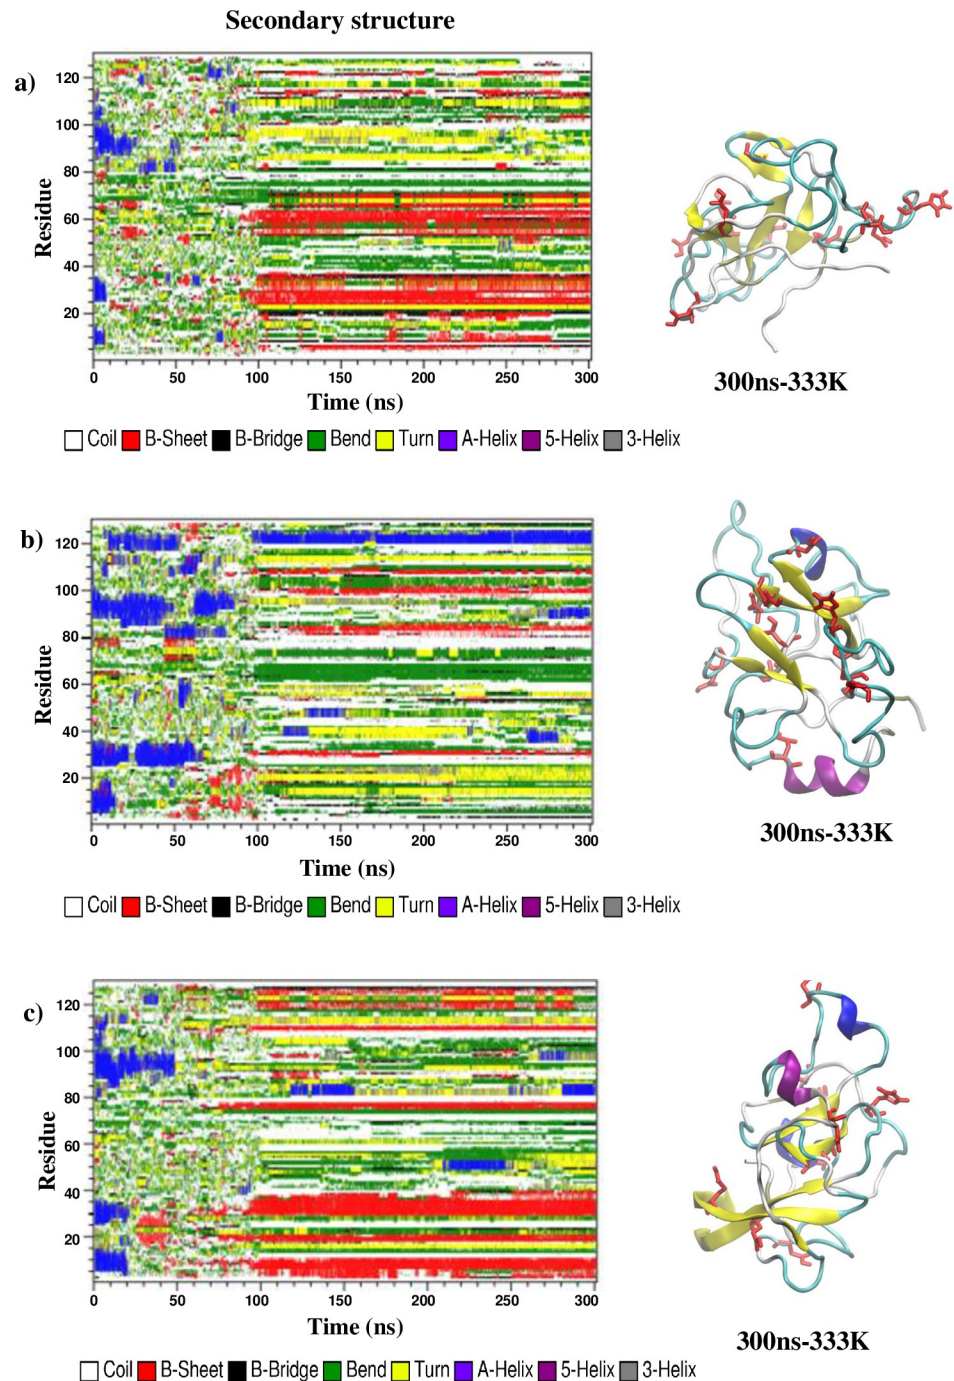 Secondary structure
a)
Residue
120
100
80
60
40
20
0 50 100 150 200 250 300
Time (ns)
Coil B-Sheet B-Bridge Bend Turn A-Helix 5-Helix 3-Helix
300ns-333K
b)
Residue
120
100
80
60
40
20
0 50 100 150 200 250 300
Time (ns)
Coil B-Sheet B-Bridge Bend Turn A-Helix 5-Helix 3-Helix
300ns-333K
c)
Residue
120
100
80
60
40
20
0 50 100 150 200 250 300
Time (ns)
Coil B-Sheet B-Bridge Bend Turn A-Helix 5-Helix 3-Helix
300ns-333K